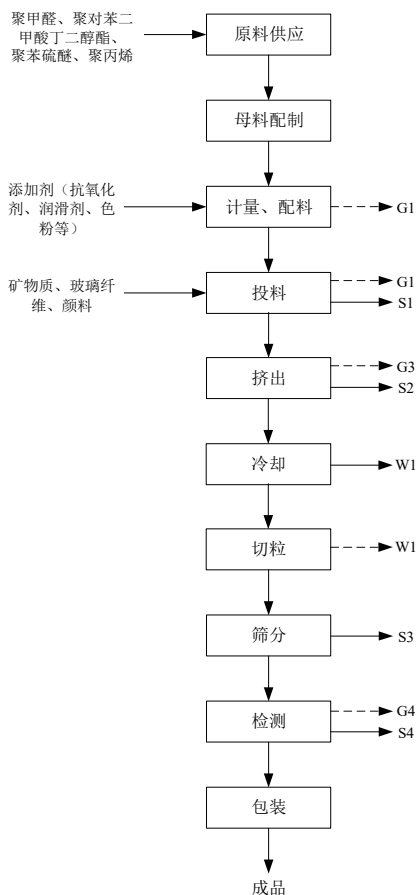 聚甲醛、聚对苯二
甲酸丁二醇酯、
聚苯硫醚、聚丙烯
原料供应
母料配制
添加剂（抗氧化
剂、润滑剂、色
粉等）
计量、配料
G1
矿物质、玻璃纤
维、颜料
投料
G1
S1
挤出
G3
S2
冷却
W1
切粒
W1
筛分
S3
检测
G4
S4
包装
成品